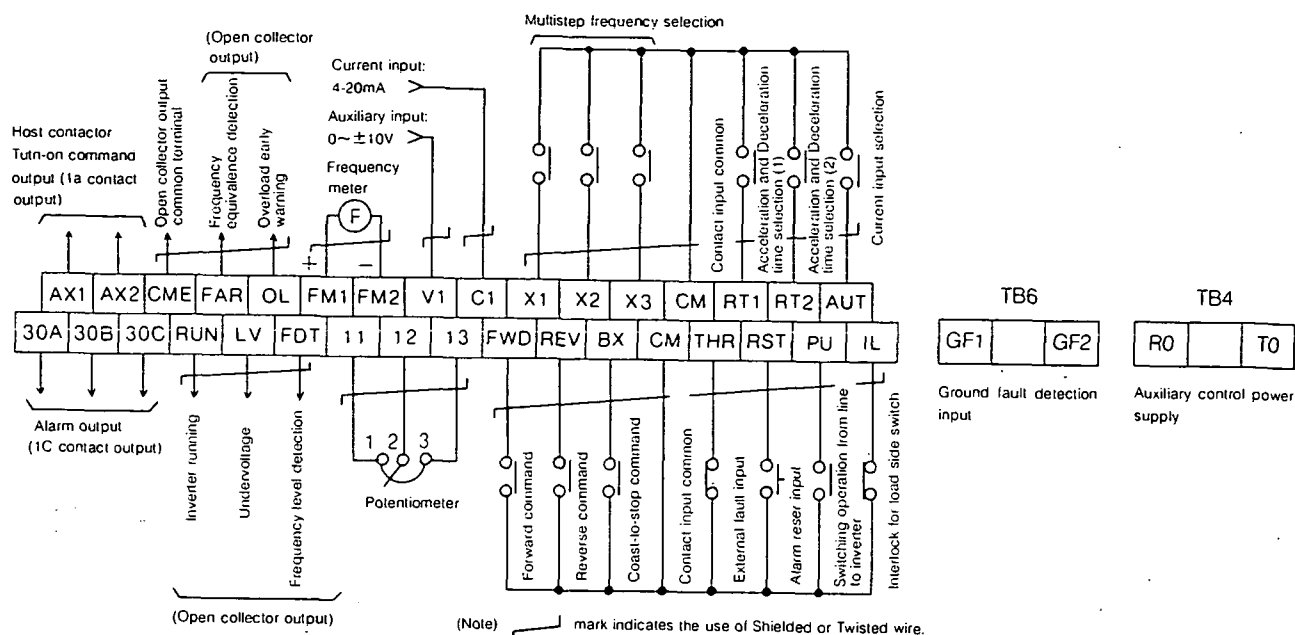 Multistep frequency selection
(Open collector
output)
Current input:
4-20mA
Auxiliary input:
0~±10V
Frequency
meter
F
+
−
Host contactor
Tutn-on command
output (1a contact
output)
Open collector output
common terminal
Frequency
equivalence detection
Overload early
warning
Contact input common
Acceleration and Deceleration
time selection (1)
Acceleration and Deceleration
time selection (2)
Current input selection
AX1 AX2 CME FAR OL FM1 FM2 V1 C1 X1 X2 X3 CM RT1 RT2 AUT
30A 30B 30C RUN LV FDT 11 12 13 FWD REV BX CM THR RST PU IL
TB6
GF1 GF2
Ground fault detection
input
TB4
R0 T0
Auxiliary control power
supply
Alarm output
(1C contact output)
Inverter running
Undervoltage
Frequency level detection
(Open collector output)
1 2 3
Potentiometer
Forward command
Reverse command
Coast-to-stop command
Contact input common
External fault input
Alarm reser input
Switching operation from line
to inverter
Interlock for load side switch
(Note) mark indicates the use of Shielded or Twisted wire.